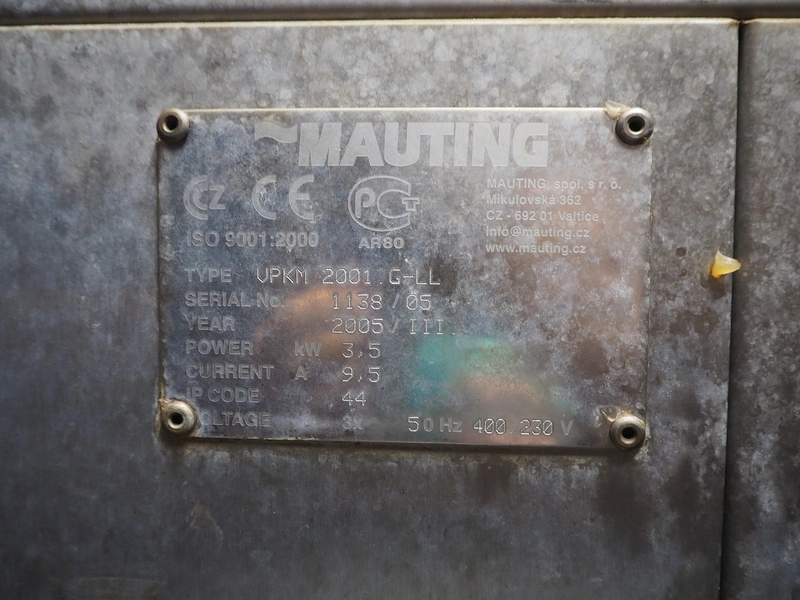 MAUTING
CZ CE PCT
MAUTING, spol. s r. o.
Mikulovská 362
CZ - 692 01 Valtice
Info@mauting.cz
www.mauting.cz
ISO 9001:2000
AR80
TYPE VPKM 2001.G-LL
SERIAL No. 1138/05
YEAR 2005/III.
POWER kW 3,5
CURRENT A 9,5
IP CODE 44
VOLTAGE 3x 50 Hz 400.230 V